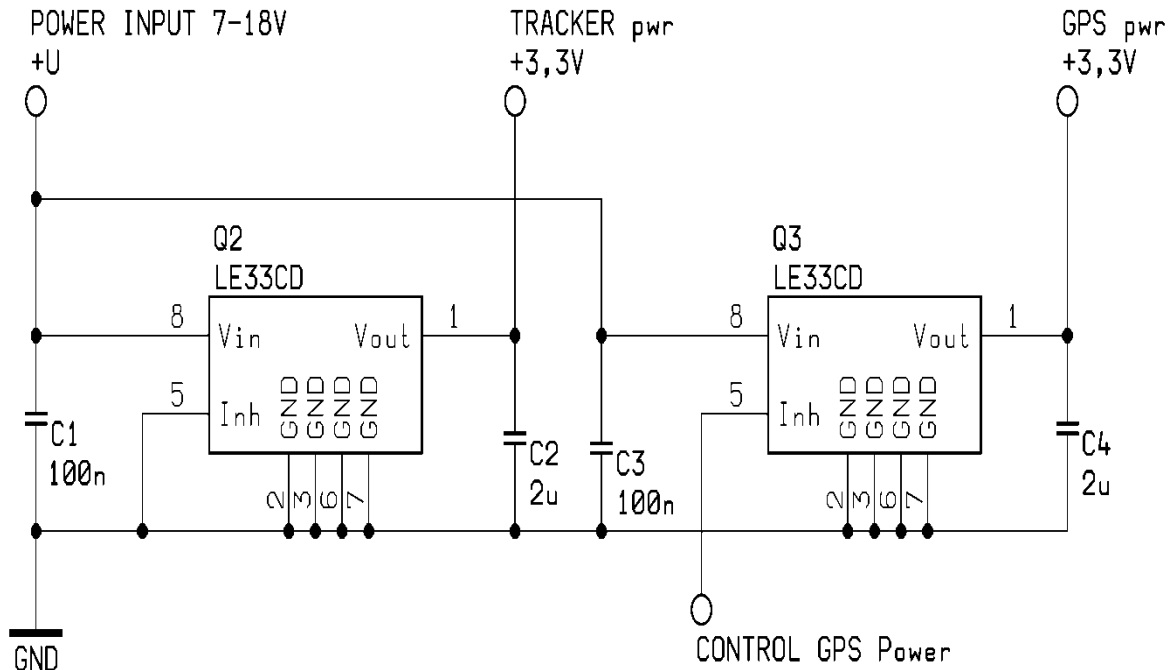 POWER INPUT 7-18V
+U
TRACKER pwr
+3,3V
GPS pwr
+3,3V
Q2
LE33CD
Q3
LE33CD
8
Vin
Vout
1
8
Vin
Vout
1
5
Inh
GND
GND
GND
GND
5
Inh
GND
GND
GND
GND
C1
100n
C2
2u
C3
100n
C4
2u
2
3
6
7
2
3
6
7
GND
CONTROL GPS Power